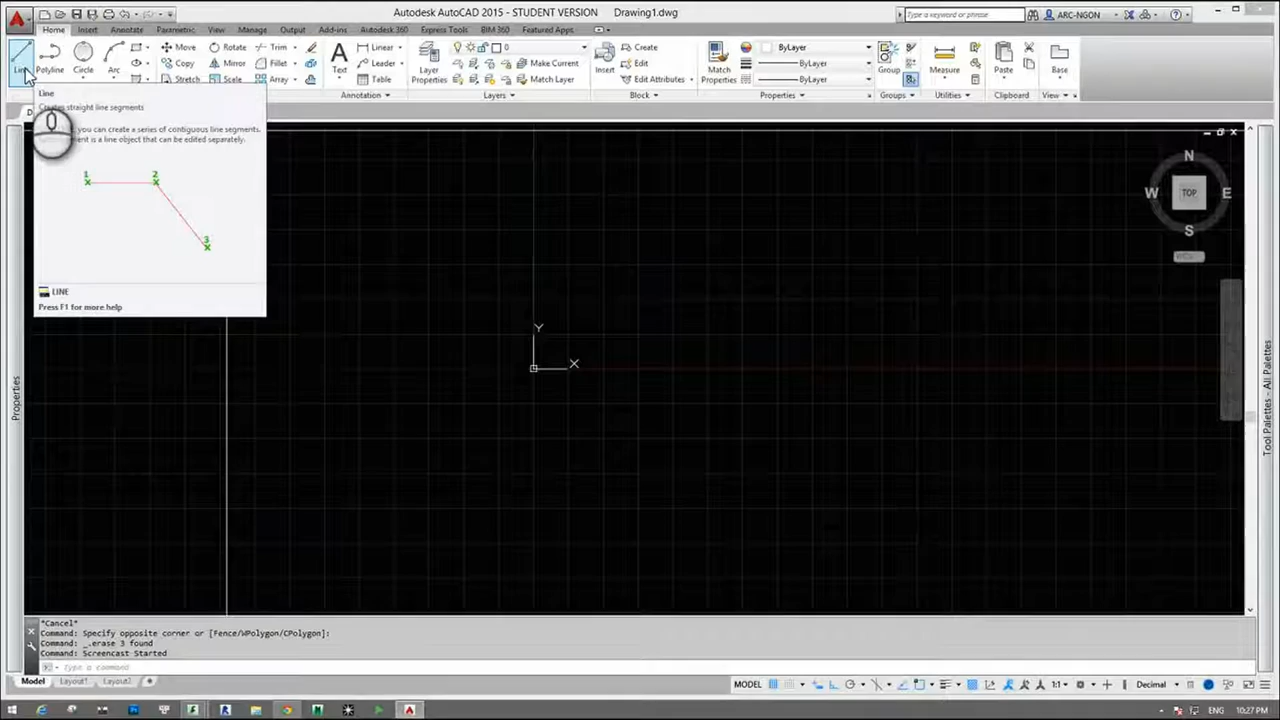 Autodesk AutoCAD 2015 - STUDENT VERSION Drawing1.dwg
Type a keyword or phrase
Sign In
ARC-NGON
Home Insert Annotate Parametric View Manage Output Add-ins Autodesk 360 Express Tools BIM 360 Featured Apps
Move Rotate Trim Linear 0 Create ByLayer
Copy Mirror Fillet Leader Make Current Edit ByLayer
Stretch Scale Array Table Match Layer Edit Attributes ByLayer
Line Polyline Circle Arc Text Layer Properties Insert Match Properties Group Measure Paste Base
Annotation Layers Block Properties Groups Utilities Clipboard View
Line
Creates straight line segments
you can create a series of contiguous line segments.
is a line object that can be edited separately.
1 2
3
LINE
Press F1 for more help
N
W TOP E
S
Y
X
Properties
Tool Palettes - All Palettes
*Cancel*
Command: Specify opposite corner or [Fence/WPolygon/CPolygon]:
Command: _.erase 3 found
Command: Screencast Started
Type a command
Model Layout1 Layout2
MODEL 1:1 Decimal
ENG 10:27 PM